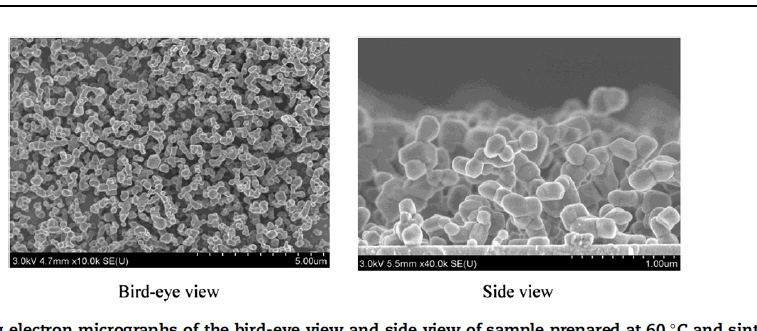 3.0kV 4.7mm x10.0k SE(U) 5.00um
3.0kV 5.5mm x40.0k SE(U) 1.00um
Bird-eye view
Side view
electron micrographs of the bird-eye view and side view of sample prepared at 60 °C and